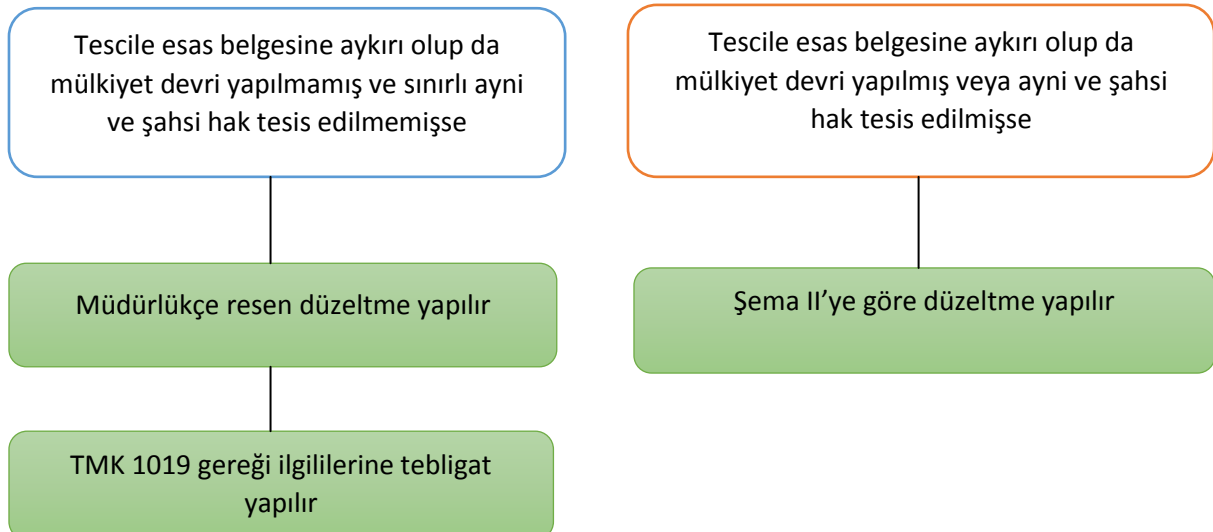 Tescile esas belgesine aykırı olup da
mülkiyet devri yapılmamış ve sınırlı ayni
ve şahsi hak tesis edilmemişse
Müdürlükçe resen düzeltme yapılır
TMK 1019 gereği ilgililerine tebligat
yapılır
Tescile esas belgesine aykırı olup da
mülkiyet devri yapılmış veya ayni ve şahsi
hak tesis edilmişse
Şema II’ye göre düzeltme yapılır